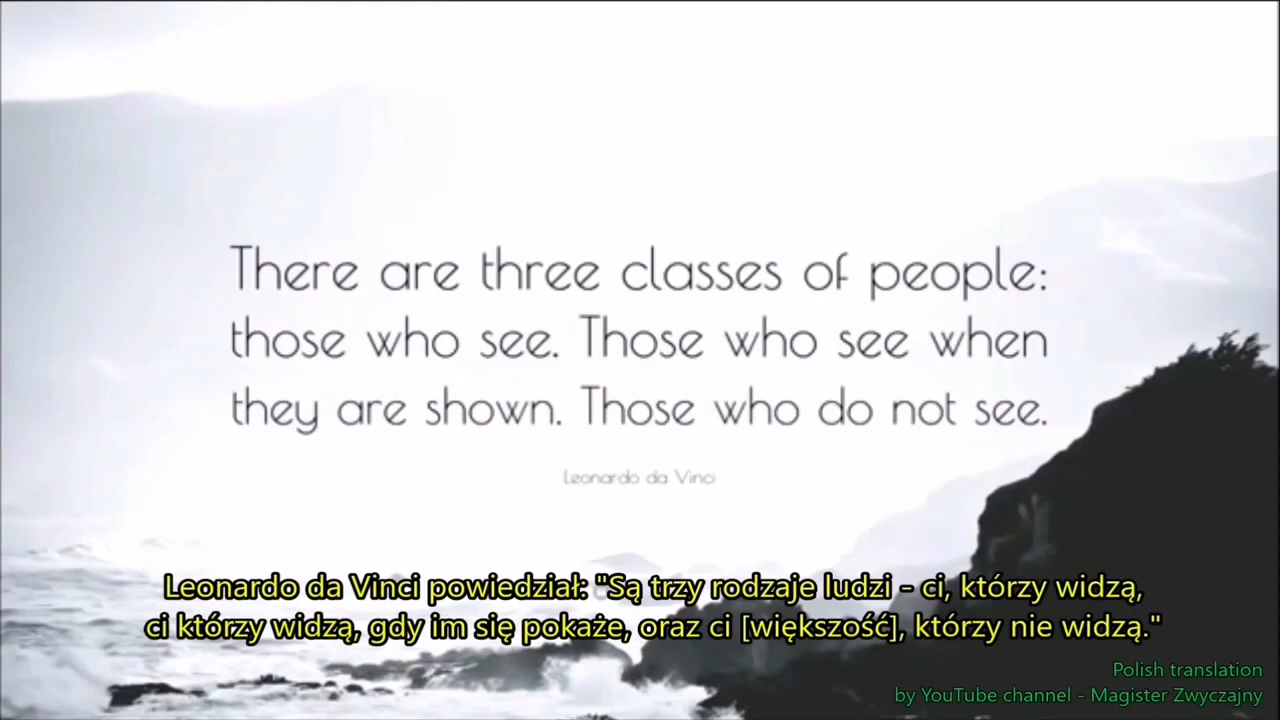 There are three classes of people:
those who see. Those who see when
they are shown. Those who do not see.
Leonardo da Vinci
Leonardo da Vinci powiedział: "Są trzy rodzaje ludzi - ci, którzy widzą,
ci którzy widzą, gdy im się pokaże, oraz ci [większość], którzy nie widzą."
Polish translation
by YouTube channel - Magister Zwyczajny